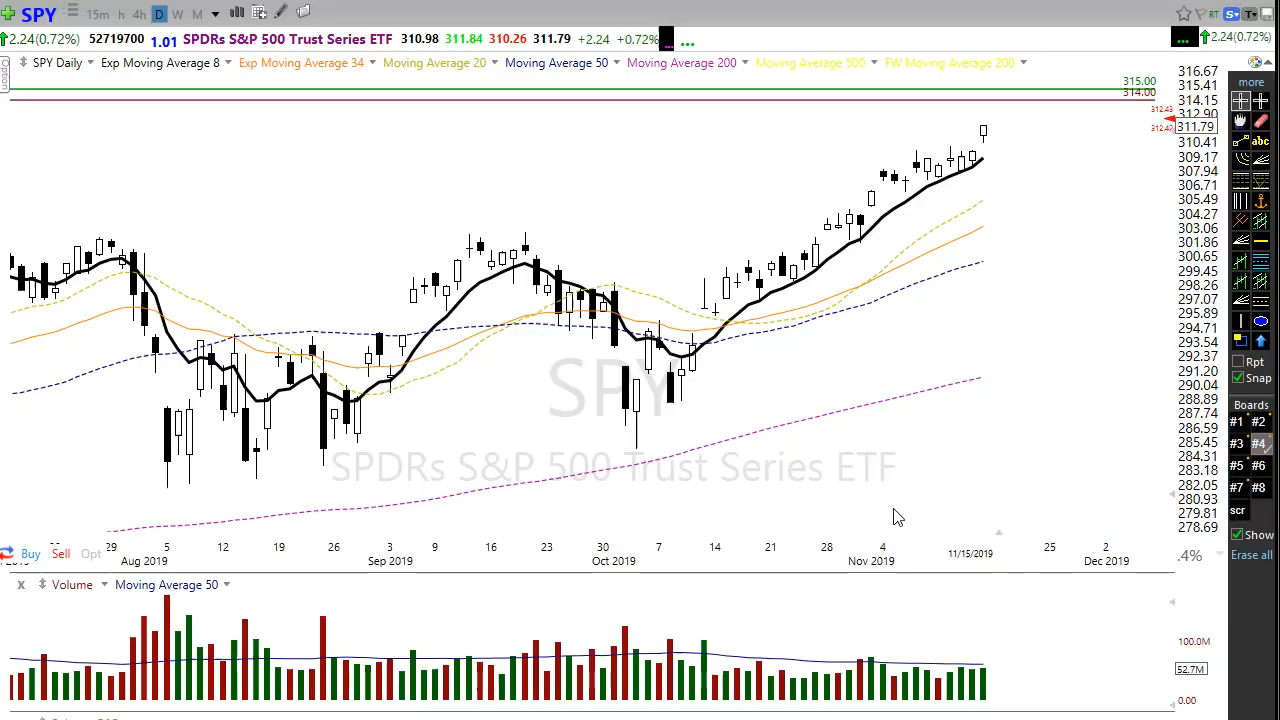 SPY 15m h 4h D W M RT S T
2.24(0.72%) 52719700 1.01 SPDRs S&P 500 Trust Series ETF 310.98 311.84 310.26 311.79 +2.24 +0.72% ... ... ... 2.24(0.72%)
Option
SPY Daily Exp Moving Average 8 Exp Moving Average 34 Moving Average 20 Moving Average 50 Moving Average 200 Moving Average 500 FW Moving Average 200
315.00
314.00
312.43
312.42
316.67
315.41
314.15
312.90
311.79
310.41
309.17
307.94
306.71
305.49
304.27
303.06
301.86
300.65
299.45
298.26
297.07
295.89
294.71
293.54
292.37
291.20
290.04
288.89
287.74
286.59
285.45
284.31
283.18
282.05
280.93
279.81
278.69
SPY
SPDRs S&P 500 Trust Series ETF
29 5 12 19 26 3 9 16 23 30 7 14 21 28 4 11/15/2019 25 2
Aug 2019 Sep 2019 Oct 2019 Nov 2019 Dec 2019
Buy Sell Opt
.4%
X Volume Moving Average 50
100.0M
52.7M
0.00
more
abc
Rpt
Snap
Boards
#1 #2
#3 #4
#5 #6
#7 #8
scr
Show
Erase all